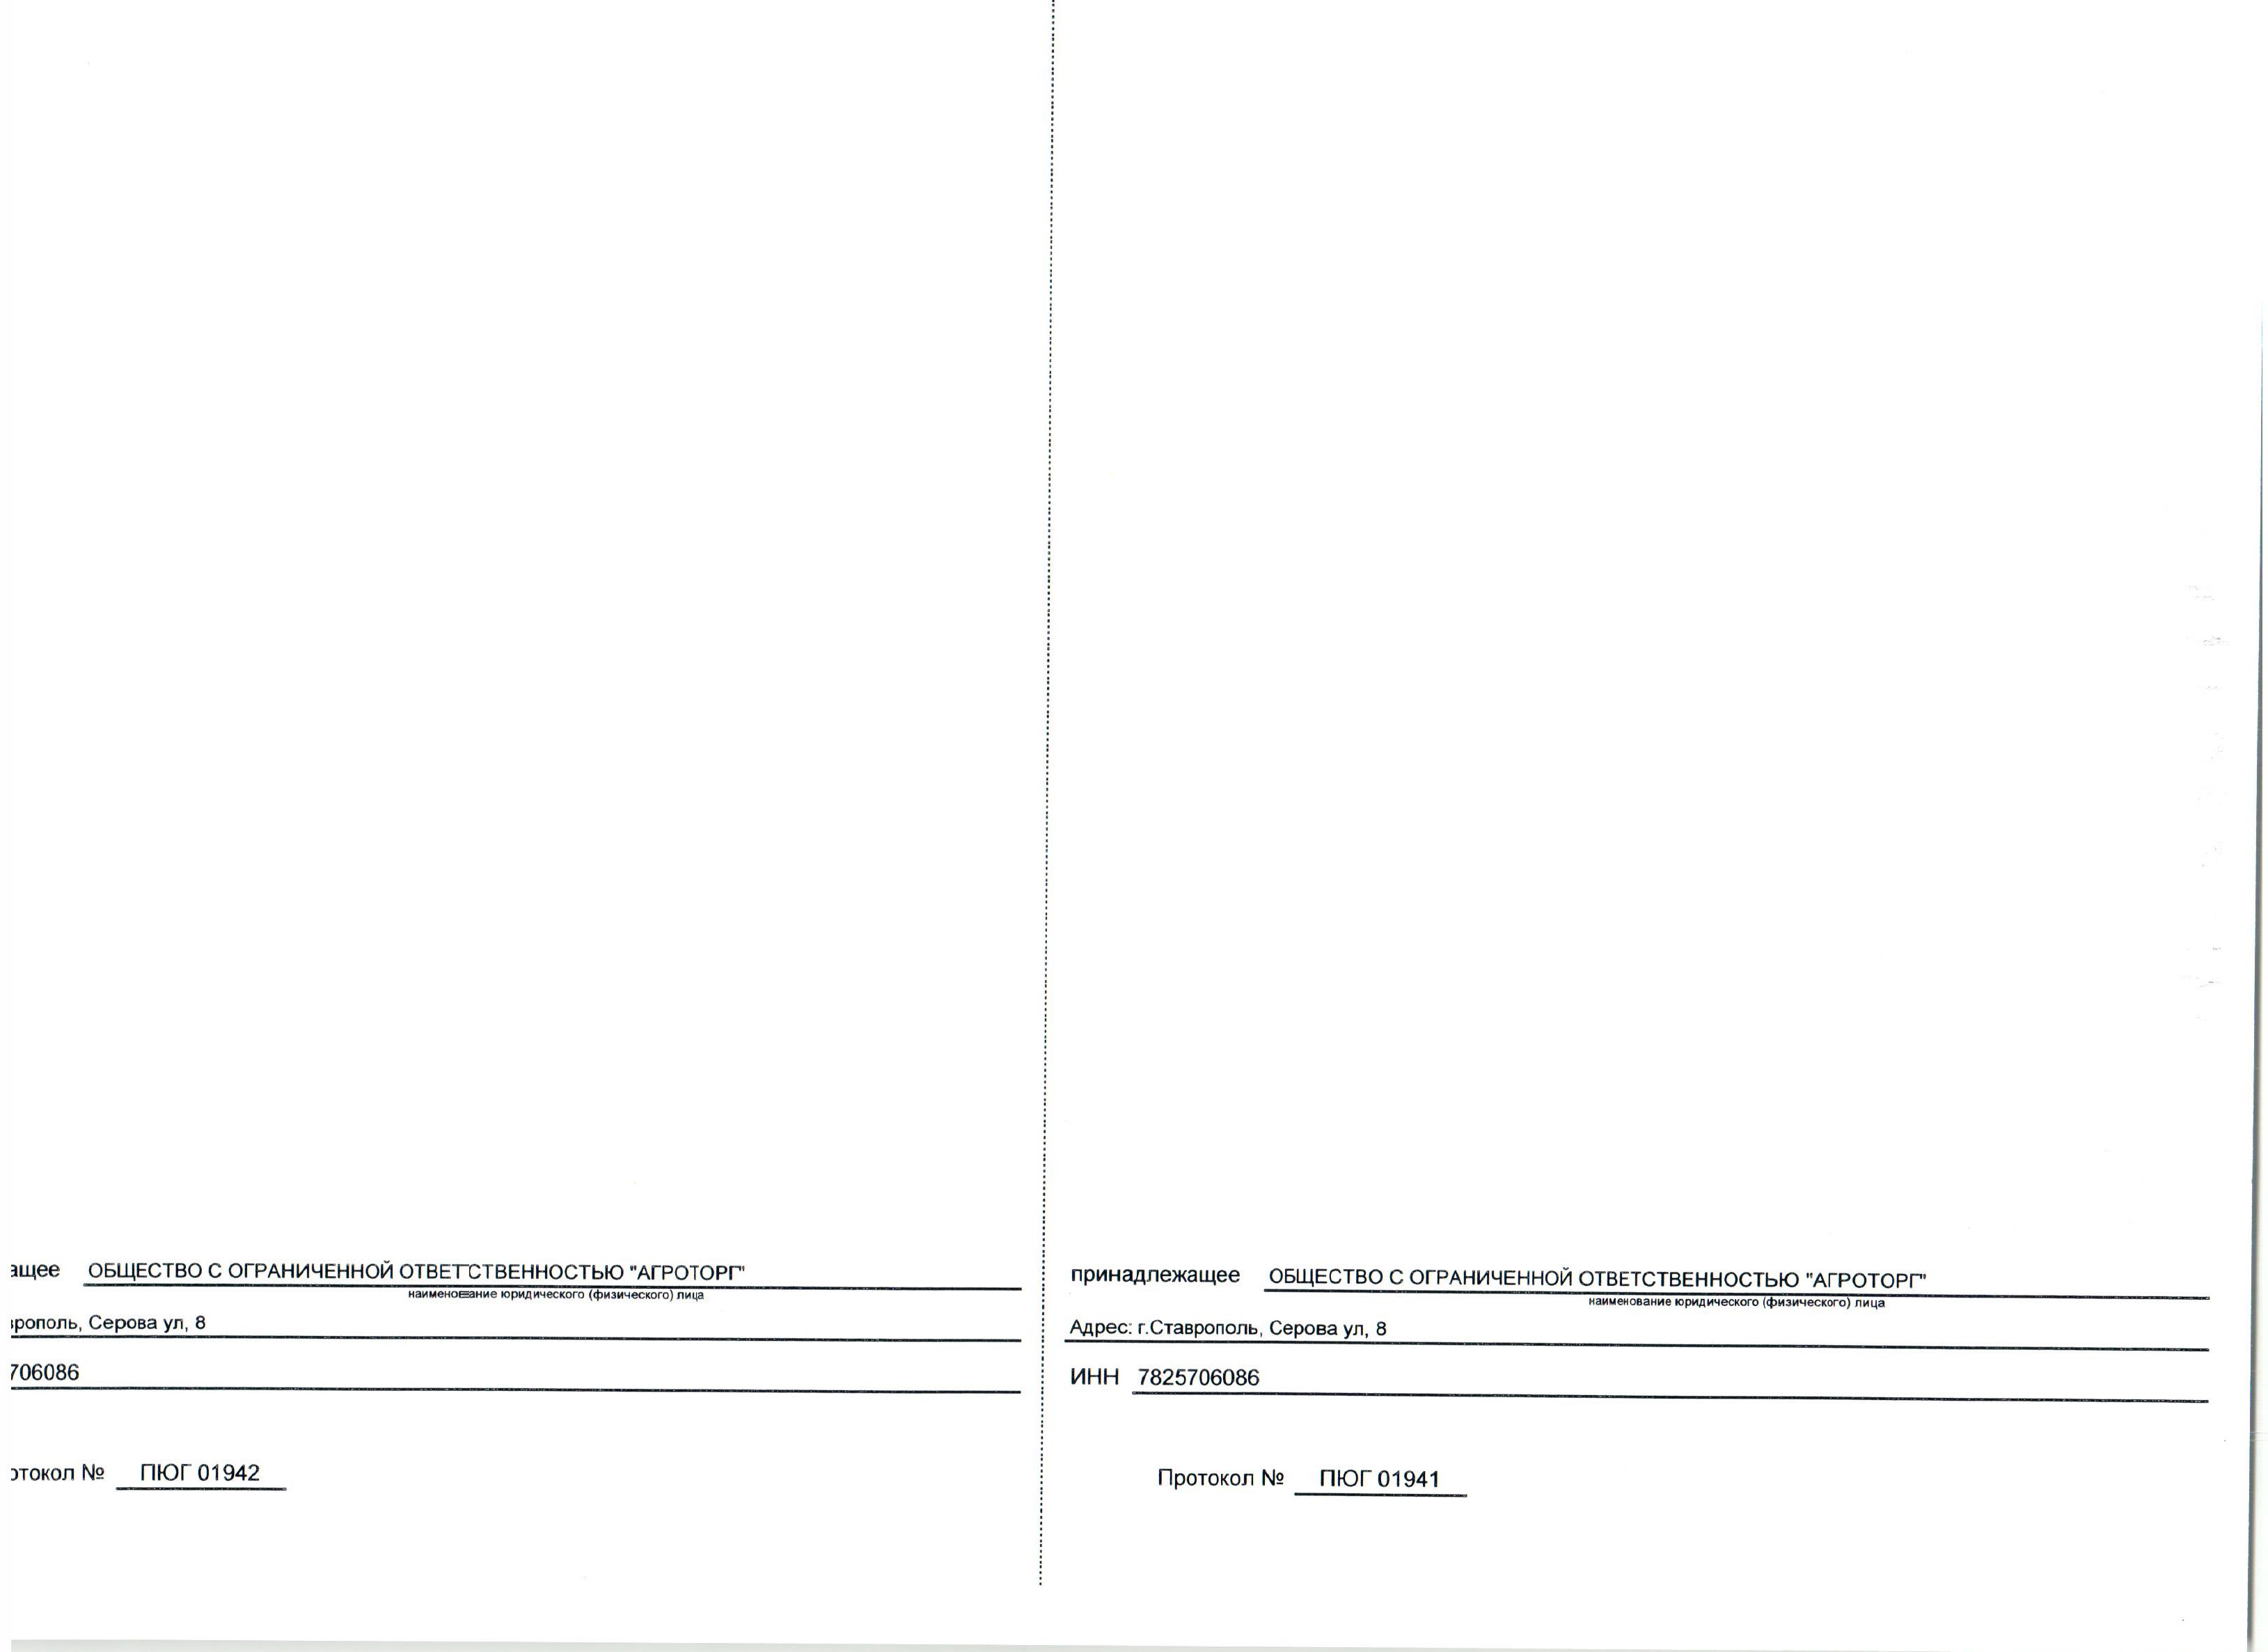 ащее ОБЩЕСТВО С ОГРАНИЧЕННОЙ ОТВЕТСТВЕННОСТЬЮ "АГРОТОРГ"
наименование юридического (физического) лица
рополь, Серова ул, 8
706086
отокол № ПЮГ 01942
принадлежащее ОБЩЕСТВО С ОГРАНИЧЕННОЙ ОТВЕТСТВЕННОСТЬЮ "АГРОТОРГ"
наименование юридического (физического) лица
Адрес: г.Ставрополь, Серова ул, 8
ИНН 7825706086
Протокол № ПЮГ 01941